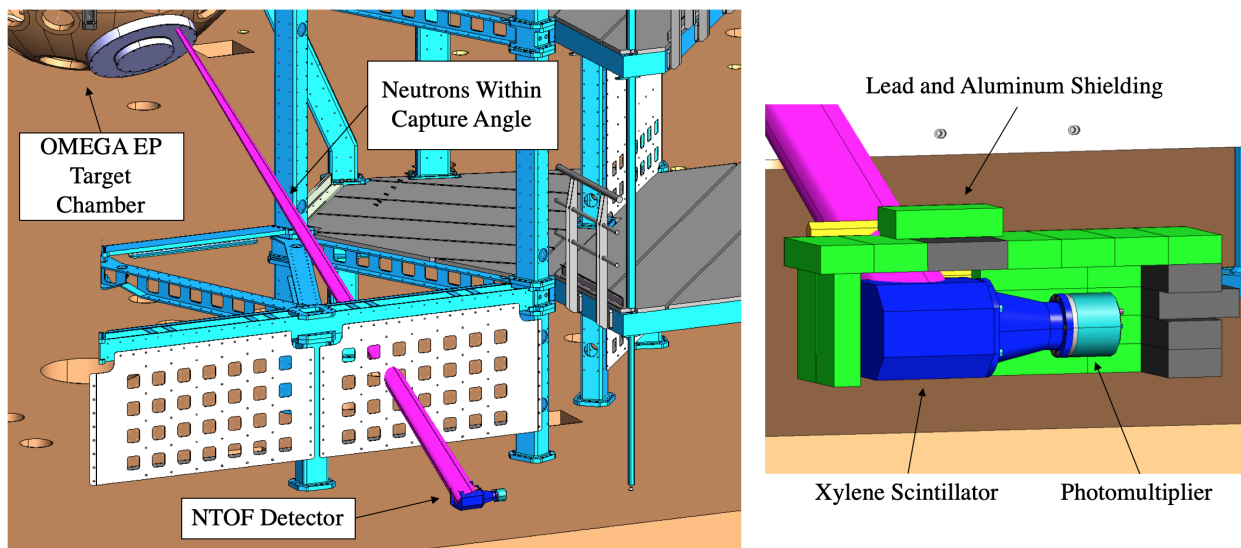 Neutrons Within
Capture Angle
OMEGA EP
Target
Chamber
NTOF Detector
Lead and Aluminum Shielding
Xylene Scintillator
Photomultiplier